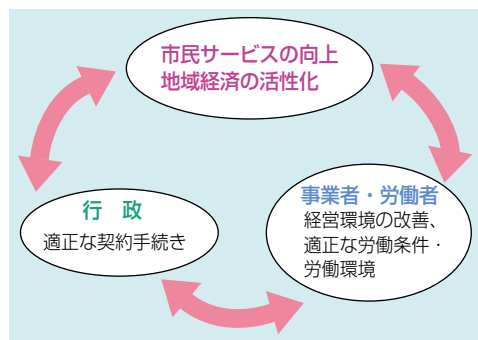 市民サービスの向上
地域経済の活性化
行　政
適正な契約手続き
事業者・労働者
経営環境の改善、
適正な労働条件・
労働環境